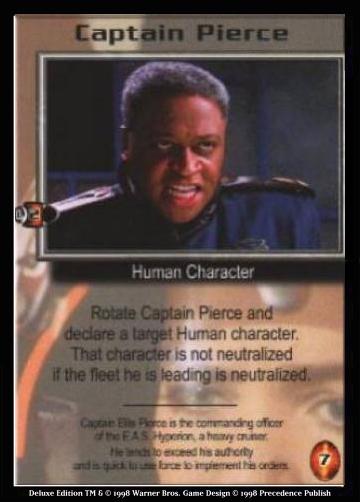 Captain Pierce
Human Character
Rotate Captain Pierce and
declare a target Human character.
That character is not neutralized
if the fleet he is leading is neutralized.
Captain Ellis Pierce is the commanding officer
of the E.A.S. Hyperion, a heavy cruiser.
He tends to exceed his authority
and is quick to use force to implement his orders.
7
Deluxe Edition TM & © 1998 Warner Bros. Game Design © 1998 Precedence Publish